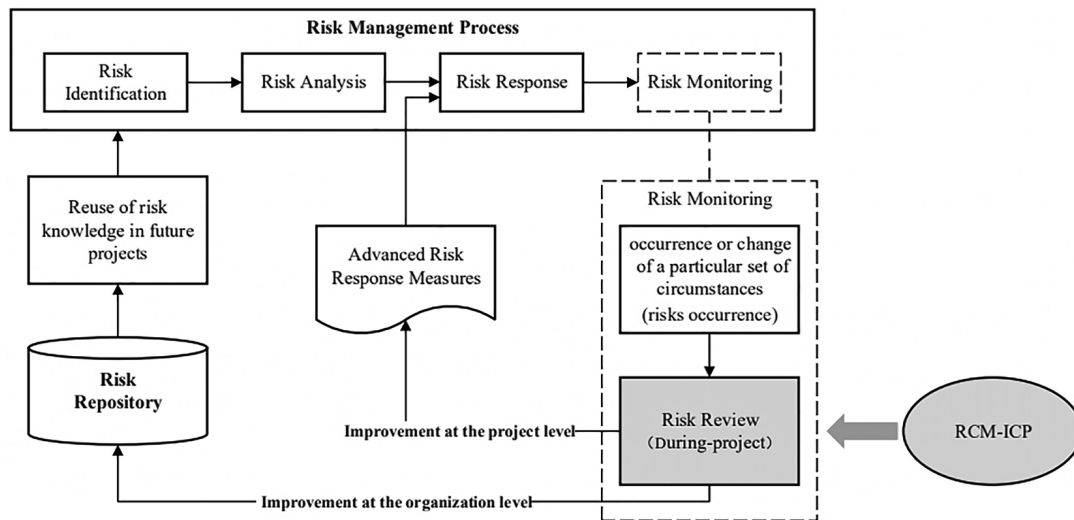 Risk Management Process
Risk
Identification
Risk Analysis
Risk Response
Risk Monitoring
Reuse of risk
knowledge in future
projects
Advanced Risk
Response Measures
Risk Monitoring
occurrence or change
of a particular set of
circumstances
(risks occurrence)
Risk
Repository
Improvement at the project level
Risk Review
(During-project)
RCM-ICP
Improvement at the organization level